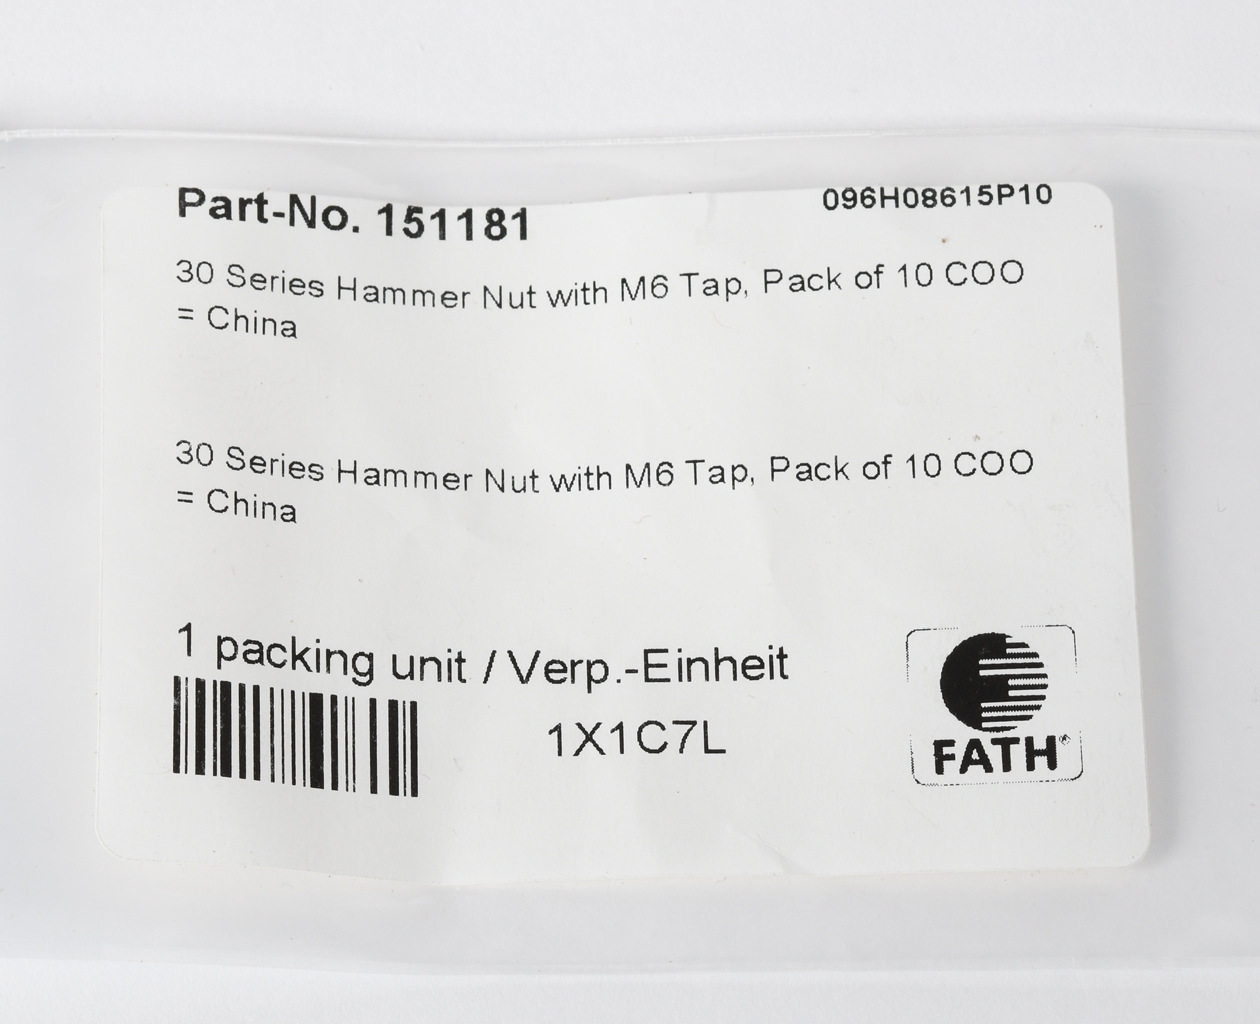 Part-No. 151181
096H08615P10
30 Series Hammer Nut with M6 Tap, Pack of 10 COO
= China
30 Series Hammer Nut with M6 Tap, Pack of 10 COO
= China
1 packing unit / Verp.-Einheit
1X1C7L
FATH®